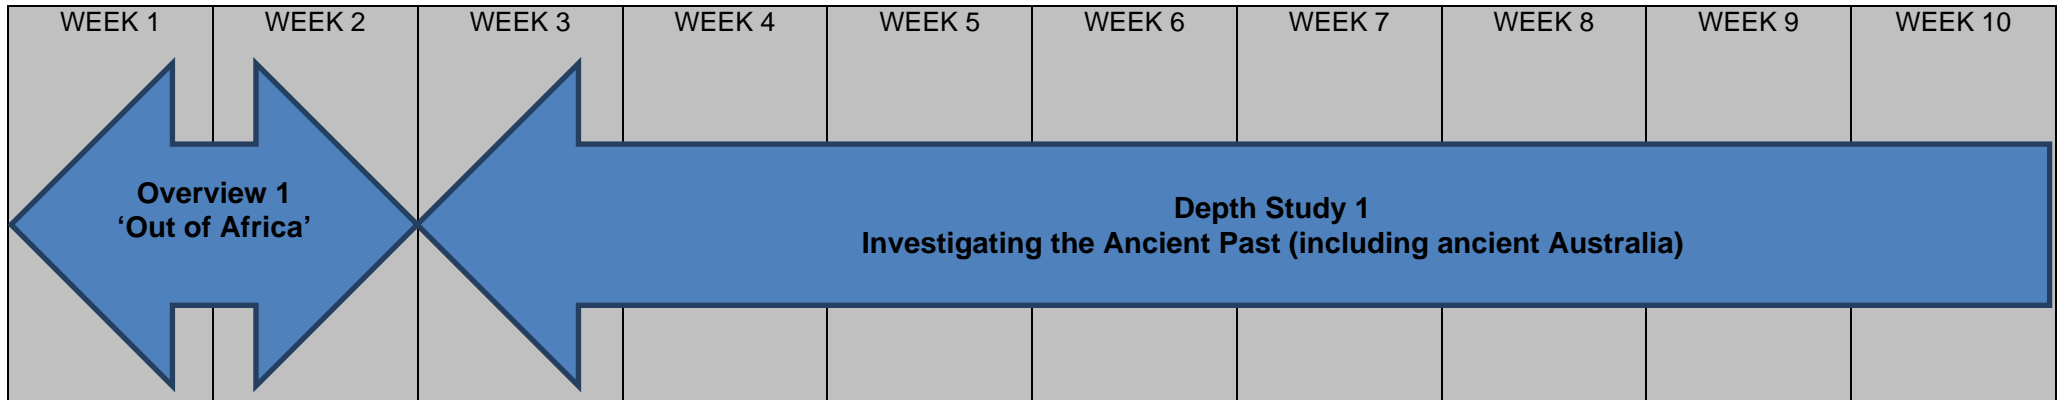 WEEK 1 WEEK 2 WEEK 3 WEEK 4 WEEK 5 WEEK 6 WEEK 7 WEEK 8 WEEK 9 WEEK 10
Overview 1
‘Out of Africa’
Depth Study 1
Investigating the Ancient Past (including ancient Australia)